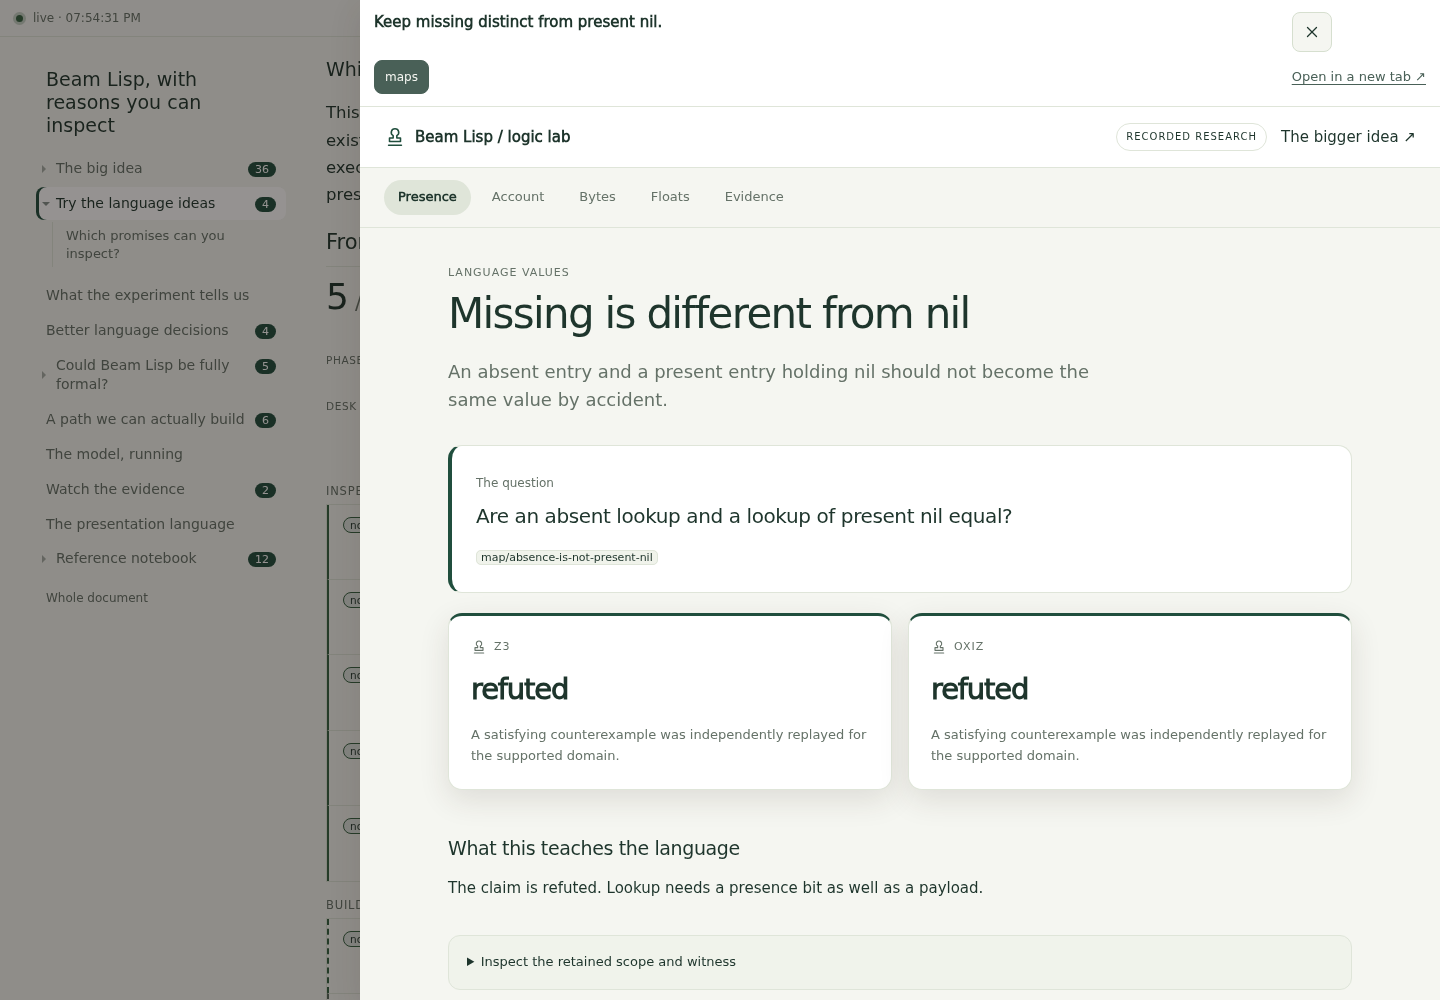 live · 07:54:31 PM
Beam Lisp, with
reasons you can
inspect
The big idea 36
Try the language ideas 4
Which promises can you
inspect?
What the experiment tells us
Better language decisions 4
Could Beam Lisp be fully 5
formal?
A path we can actually build 6
The model, running
Watch the evidence 2
The presentation language
Reference notebook 12
Whole document
5 /
PHASE
DESK
Keep missing distinct from present nil.
maps
Open in a new tab ↗
Beam Lisp / logic lab
RECORDED RESEARCH
The bigger idea ↗
Presence
Account
Bytes
Floats
Evidence
LANGUAGE VALUES
Missing is different from nil
An absent entry and a present entry holding nil should not become the
same value by accident.
The question
Are an absent lookup and a lookup of present nil equal?
map/absence-is-not-present-nil
Z3
refuted
A satisfying counterexample was independently replayed for
the supported domain.
OXIZ
refuted
A satisfying counterexample was independently replayed for
the supported domain.
What this teaches the language
The claim is refuted. Lookup needs a presence bit as well as a payload.
Inspect the retained scope and witness